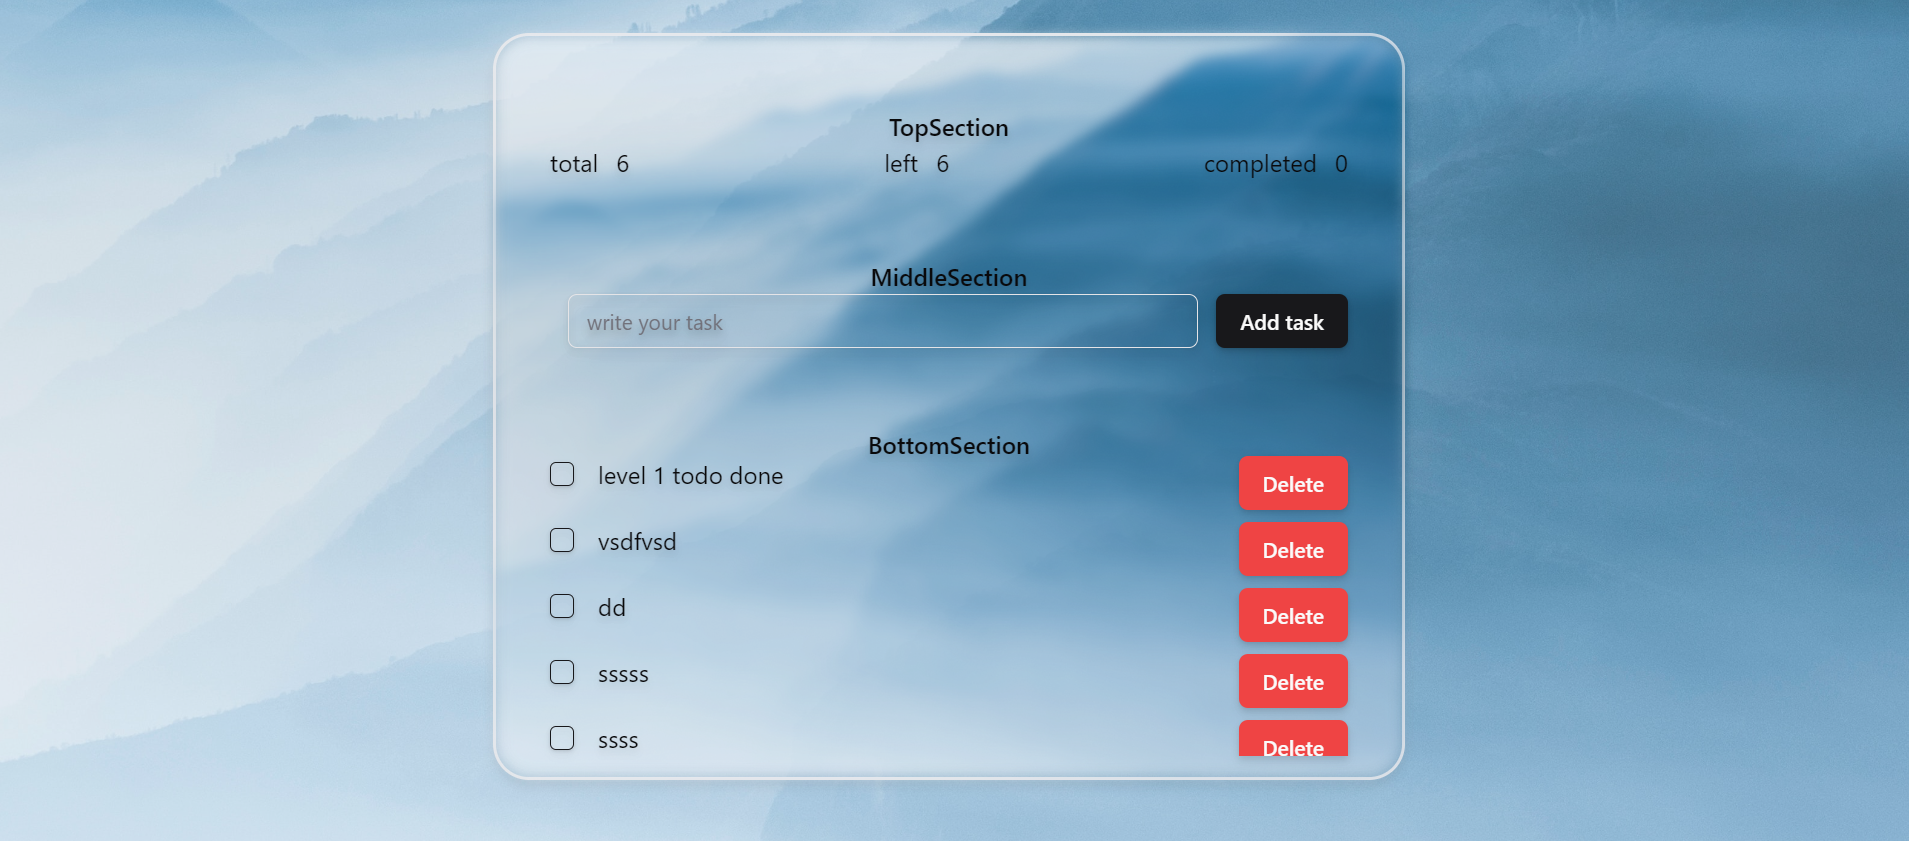 TopSection
total 6 left 6 completed 0
MiddleSection
write your task Add task
BottomSection
level 1 todo done Delete
vsdfvsd Delete
dd Delete
sssss Delete
ssss Delete